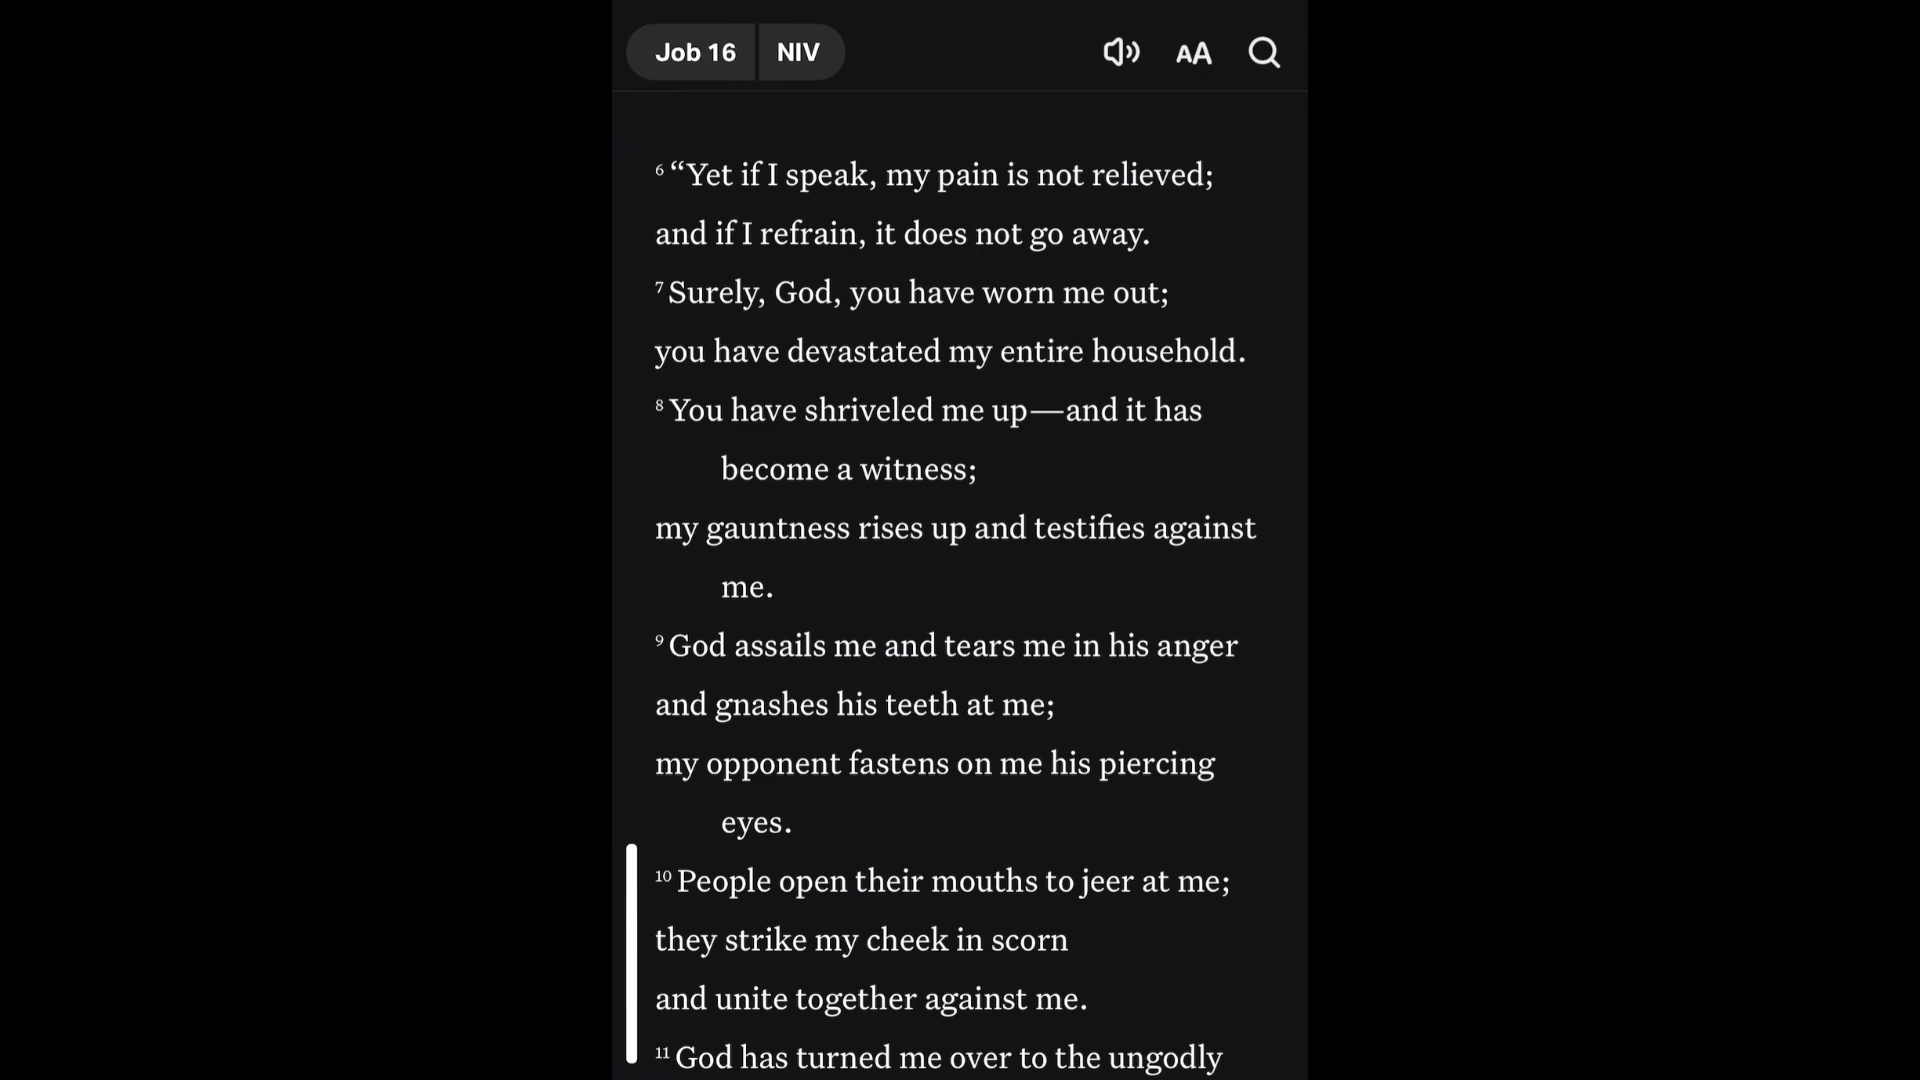 Job 16 NIV AA
6 “Yet if I speak, my pain is not relieved;
and if I refrain, it does not go away.
7 Surely, God, you have worn me out;
you have devastated my entire household.
8 You have shriveled me up—and it has
become a witness;
my gauntness rises up and testifies against
me.
9 God assails me and tears me in his anger
and gnashes his teeth at me;
my opponent fastens on me his piercing
eyes.
10 People open their mouths to jeer at me;
they strike my cheek in scorn
and unite together against me.
11 God has turned me over to the ungodly